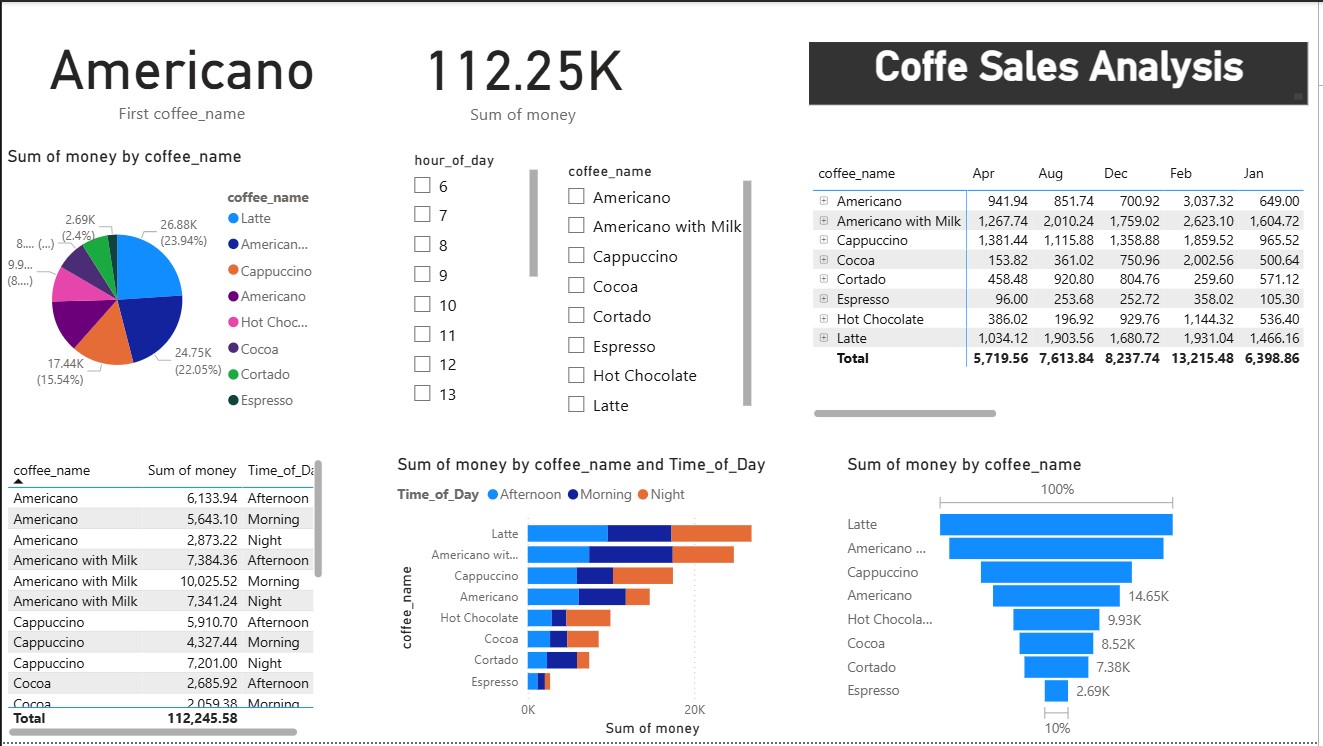 Americano
First coffee_name
112.25K
Sum of money
Coffe Sales Analysis
Sum of money by coffee_name
2.69K
(2.4%)
8.... (...)
9.9...
(8....)
17.44K
(15.54%)
26.88K
(23.94%)
24.75K
(22.05%)
coffee_name
Latte
American...
Cappuccino
Americano
Hot Choc...
Cocoa
Cortado
Espresso
hour_of_day
6
7
8
9
10
11
12
13
coffee_name
Americano
Americano with Milk
Cappuccino
Cocoa
Cortado
Espresso
Hot Chocolate
Latte
coffee_name Apr Aug Dec Feb Jan
Americano 941.94 851.74 700.92 3,037.32 649.00
Americano with Milk 1,267.74 2,010.24 1,759.02 2,623.10 1,604.72
Cappuccino 1,381.44 1,115.88 1,358.88 1,859.52 965.52
Cocoa 153.82 361.02 750.96 2,002.56 500.64
Cortado 458.48 920.80 804.76 259.60 571.12
Espresso 96.00 253.68 252.72 358.02 105.30
Hot Chocolate 386.02 196.92 929.76 1,144.32 536.40
Latte 1,034.12 1,903.56 1,680.72 1,931.04 1,466.16
Total 5,719.56 7,613.84 8,237.74 13,215.48 6,398.86
coffee_name Sum of money Time_of_Da
Americano 6,133.94 Afternoon
Americano 5,643.10 Morning
Americano 2,873.22 Night
Americano with Milk 7,384.36 Afternoon
Americano with Milk 10,025.52 Morning
Americano with Milk 7,341.24 Night
Cappuccino 5,910.70 Afternoon
Cappuccino 4,327.44 Morning
Cappuccino 7,201.00 Night
Cocoa 2,685.92 Afternoon
Cocoa 2,059.38 Morning
Total 112,245.58
Sum of money by coffee_name and Time_of_Day
Time_of_Day Afternoon Morning Night
coffee_name
Latte
Americano wit...
Cappuccino
Americano
Hot Chocolate
Cocoa
Cortado
Espresso
0K 20K
Sum of money
Sum of money by coffee_name
100%
Latte
Americano ...
Cappuccino
Americano 14.65K
Hot Chocola... 9.93K
Cocoa 8.52K
Cortado 7.38K
Espresso 2.69K
10%